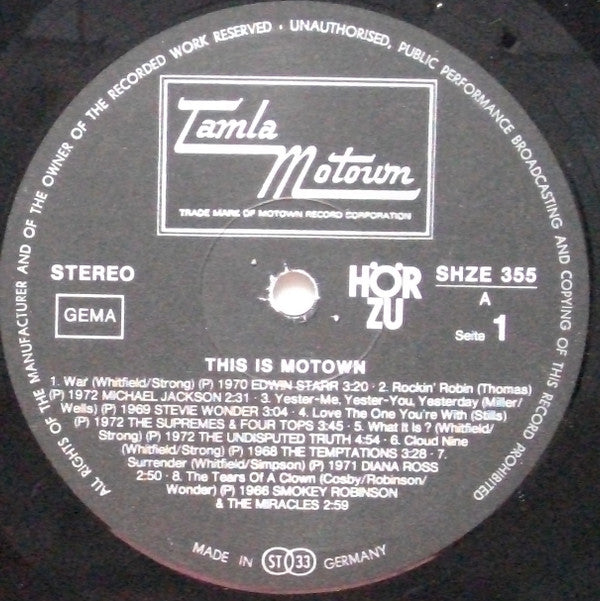 ALL RIGHTS OF THE MANUFACTURER AND OF THE OWNER OF THE RECORDED WORK RESERVED · UNAUTHORISED, PUBLIC PERFORMANCE BROADCASTING AND COPYING OF THIS RECORD PROHIBITED
Tamla
Motown
TRADE MARK OF MOTOWN RECORD CORPORATION
STEREO
GEMA
HÖR
ZU
SHZE 355
A
Seite 1
THIS IS MOTOWN
1. War (Whitfield/Strong) (P) 1970 EDWIN STARR 3:20 · 2. Rockin' Robin (Thomas)
(P) 1972 MICHAEL JACKSON 2:31 · 3. Yester-Me, Yester-You, Yesterday (Miller/
Wells) (P) 1969 STEVIE WONDER 3:04 · 4. Love The One You're With (Stills)
(P) 1972 THE SUPREMES & FOUR TOPS 3:45 · 5. What It Is? (Whitfield/
Strong) (P) 1972 THE UNDISPUTED TRUTH 4:54 · 6. Cloud Nine
(Whitfield/Strong) (P) 1968 THE TEMPTATIONS 3:28 · 7.
Surrender (Whitfield/Simpson) (P) 1971 DIANA ROSS
2:50 · 8. The Tears Of A Clown (Cosby/Robinson/
Wonder) (P) 1966 SMOKEY ROBINSON
& THE MIRACLES 2:59
MADE IN ST 33 GERMANY